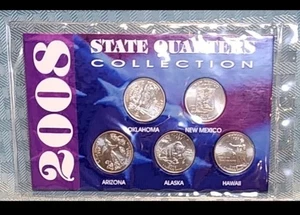 2008
STATE QUARTERS
COLLECTION
OKLAHOMA
NEW MEXICO
ARIZONA
ALASKA
HAWAII